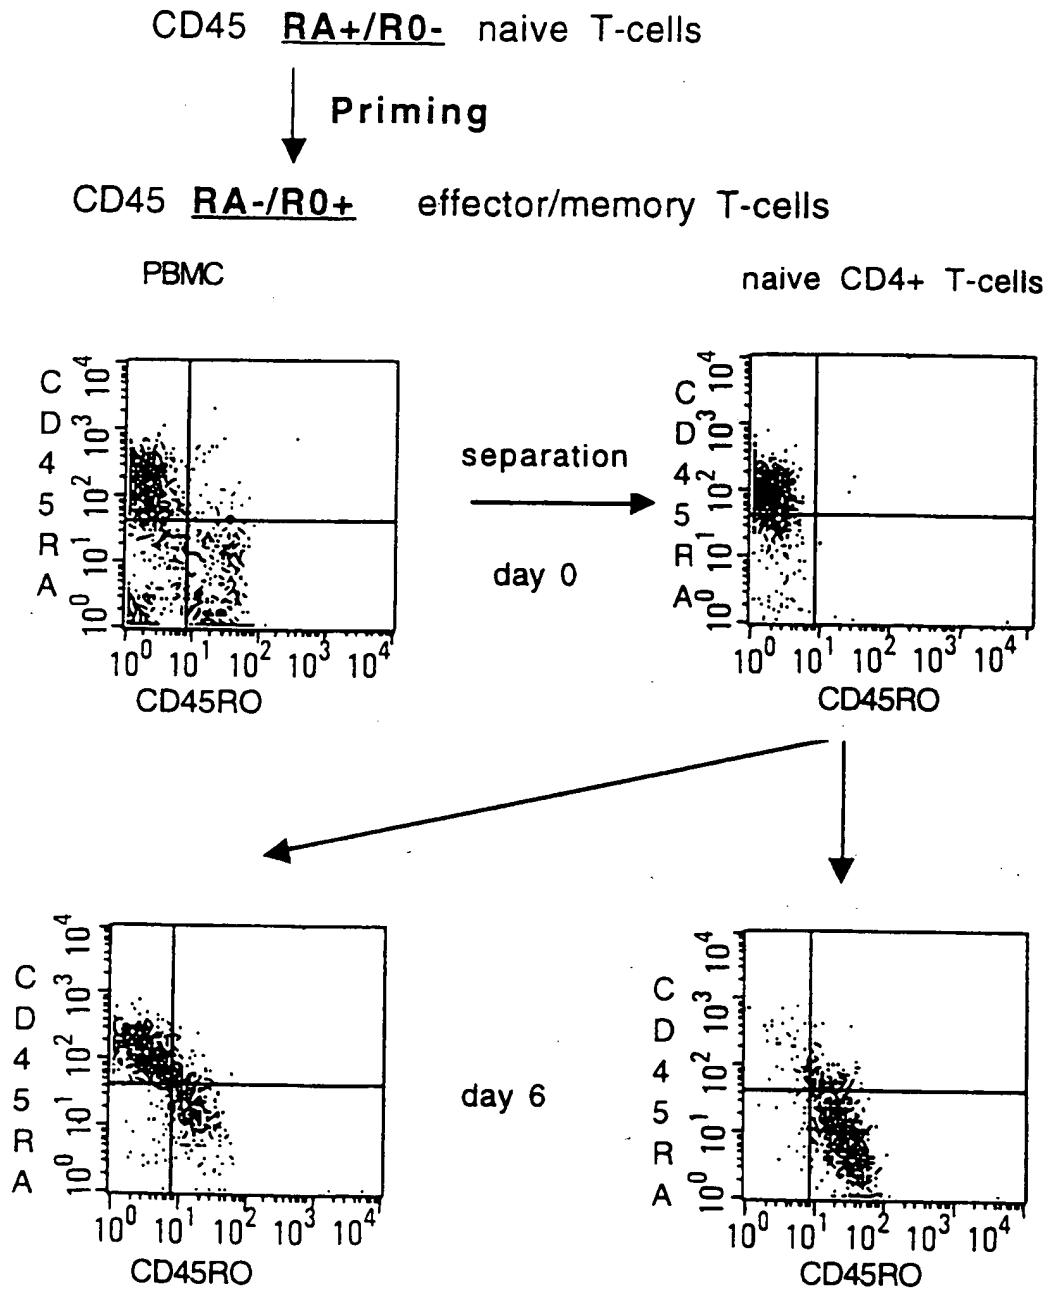 CD45 RA+/R0- naive T-cells
Priming
CD45 RA-/R0+ effector/memory T-cells
PBMC
naive CD4+ T-cells
CD45RA
10^4
10^3
10^2
10^1
10^0
10^0 10^1 10^2 10^3 10^4
CD45RO
separation
day 0
CD45RA
10^4
10^3
10^2
10^1
10^0
10^0 10^1 10^2 10^3 10^4
CD45RO
CD45RA
10^4
10^3
10^2
10^1
10^0
10^0 10^1 10^2 10^3 10^4
CD45RO
day 6
CD45RA
10^4
10^3
10^2
10^1
10^0
10^0 10^1 10^2 10^3 10^4
CD45RO